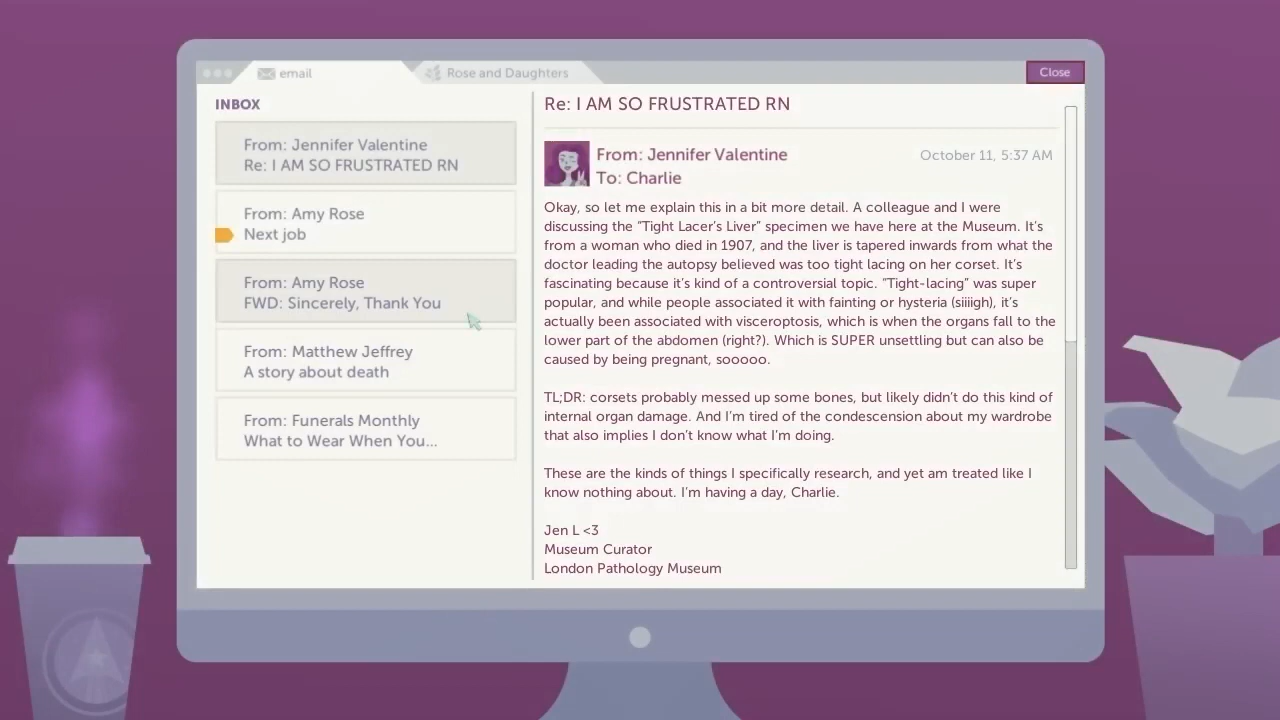 email
Rose and Daughters
Close
INBOX
From: Jennifer Valentine
Re: I AM SO FRUSTRATED RN
From: Amy Rose
Next job
From: Amy Rose
FWD: Sincerely, Thank You
From: Matthew Jeffrey
A story about death
From: Funerals Monthly
What to Wear When You...
Re: I AM SO FRUSTRATED RN
From: Jennifer Valentine
October 11, 5:37 AM
To: Charlie
Okay, so let me explain this in a bit more detail. A colleague and I were
discussing the “Tight Lacer’s Liver” specimen we have here at the Museum. It’s
from a woman who died in 1907, and the liver is tapered inwards from what the
doctor leading the autopsy believed was too tight lacing on her corset. It’s
fascinating because it’s kind of a controversial topic. “Tight-lacing” was super
popular, and while people associated it with fainting or hysteria (siiiigh), it’s
actually been associated with visceroptosis, which is when the organs fall to the
lower part of the abdomen (right?). Which is SUPER unsettling but can also be
caused by being pregnant, sooooo.
TL;DR: corsets probably messed up some bones, but likely didn’t do this kind of
internal organ damage. And I’m tired of the condescension about my wardrobe
that also implies I don’t know what I’m doing.
These are the kinds of things I specifically research, and yet am treated like I
know nothing about. I’m having a day, Charlie.
Jen L <3
Museum Curator
London Pathology Museum